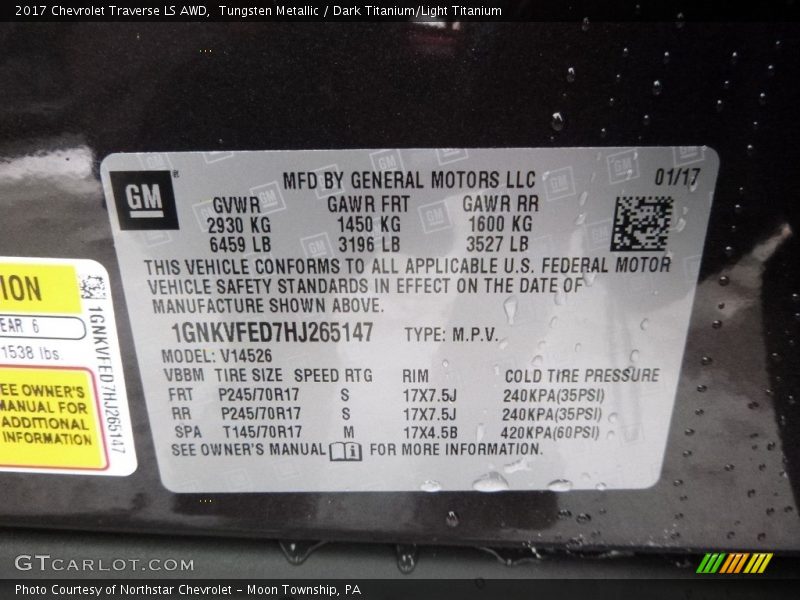 2017 Chevrolet Traverse LS AWD,  Tungsten Metallic / Dark Titanium/Light Titanium
GM
MFD BY GENERAL MOTORS LLC 01/17
GVWR GAWR FRT GAWR RR
2930 KG 1450 KG 1600 KG
6459 LB 3196 LB 3527 LB
THIS VEHICLE CONFORMS TO ALL APPLICABLE U.S. FEDERAL MOTOR
VEHICLE SAFETY STANDARDS IN EFFECT ON THE DATE OF
MANUFACTURE SHOWN ABOVE.
1GNKVFED7HJ265147 TYPE: M.P.V.
MODEL: V14526
VBBM TIRE SIZE SPEED RTG RIM COLD TIRE PRESSURE
FRT P245/70R17 S 17X7.5J 240KPA(35PSI)
RR P245/70R17 S 17X7.5J 240KPA(35PSI)
SPA T145/70R17 M 17X4.5B 420KPA(60PSI)
SEE OWNER'S MANUAL FOR MORE INFORMATION.
ION
EAR 6
1538 lbs.
EE OWNER'S
MANUAL FOR
ADDITIONAL
INFORMATION
1GNKVFED7HJ265147
GTCARLOT.COM
Photo Courtesy of Northstar Chevrolet - Moon Township, PA